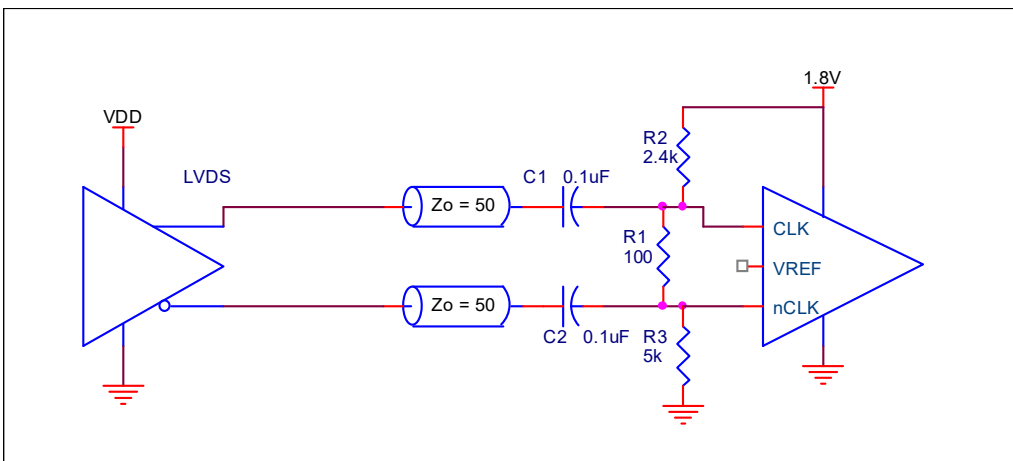 1.8V
VDD
R2
2.4k
LVDS
C1 0.1uF
Zo = 50
CLK
R1
100
VREF
Zo = 50
nCLK
C2 0.1uF
R3
5k